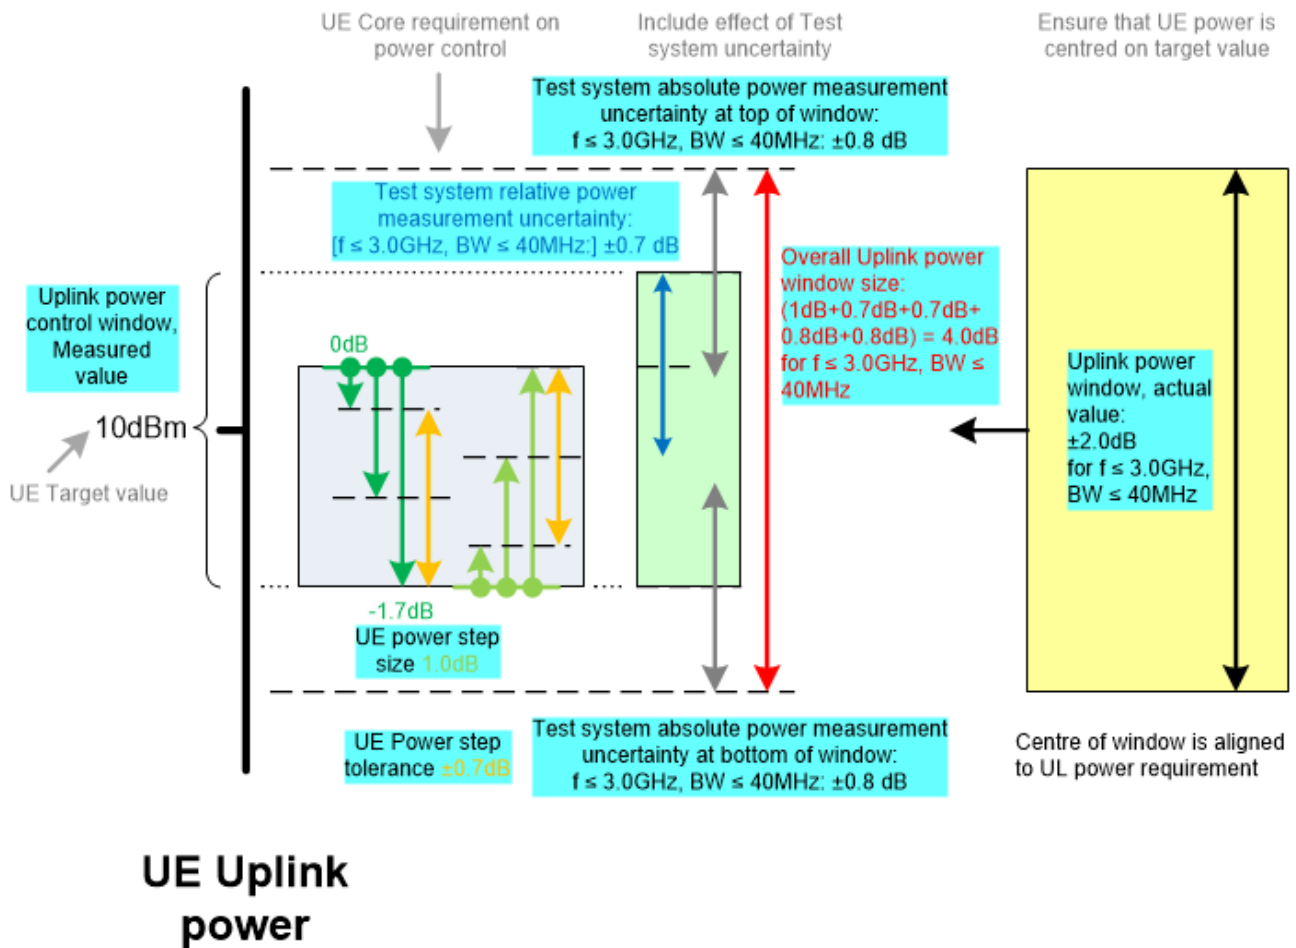 UE Core requirement on
power control
Include effect of Test
system uncertainty
Ensure that UE power is
centred on target value
Test system absolute power measurement
uncertainty at top of window:
f ≤ 3.0GHz, BW ≤ 40MHz: ±0.8 dB
Test system relative power
measurement uncertainty:
[f ≤ 3.0GHz, BW ≤ 40MHz:] ±0.7 dB
Overall Uplink power
window size:
(1dB+0.7dB+0.7dB+
0.8dB+0.8dB) = 4.0dB
for f ≤ 3.0GHz, BW ≤
40MHz
Uplink power
control window,
Measured
value
0dB
10dBm
UE Target value
Uplink power
window, actual
value:
±2.0dB
for f ≤ 3.0GHz,
BW ≤ 40MHz
-1.7dB
UE power step
size 1.0dB
UE Power step
tolerance ±0.7dB
Test system absolute power measurement
uncertainty at bottom of window:
f ≤ 3.0GHz, BW ≤ 40MHz: ±0.8 dB
Centre of window is aligned
to UL power requirement
UE Uplink
power